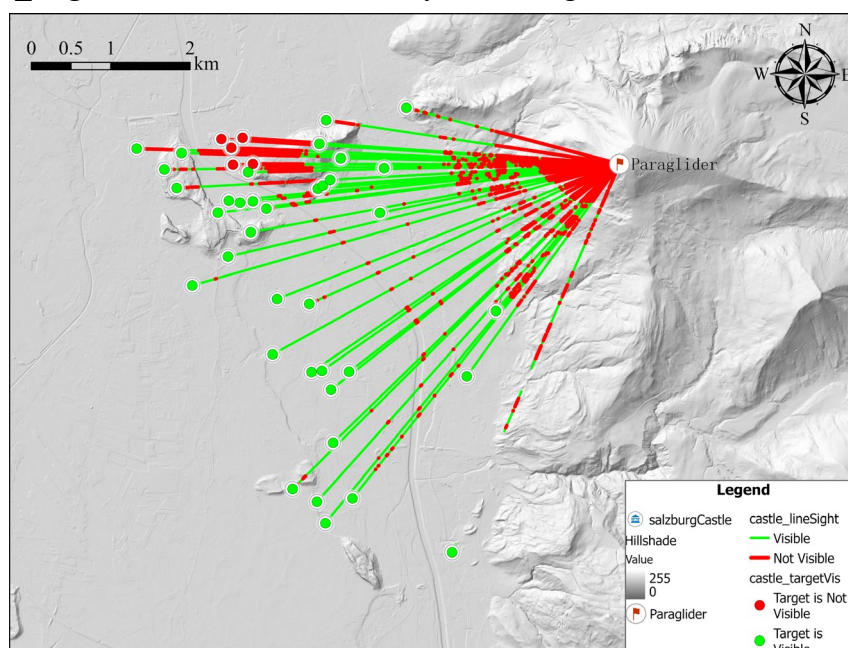 0 0.5 1 2
km
N
W E
S
Paraglider
Legend
salzburgCastle
Hillshade
Value
255
0
Paraglider
castle_lineSight
Visible
Not Visible
castle_targetVis
Target is Not
Visible
Target is
Visible